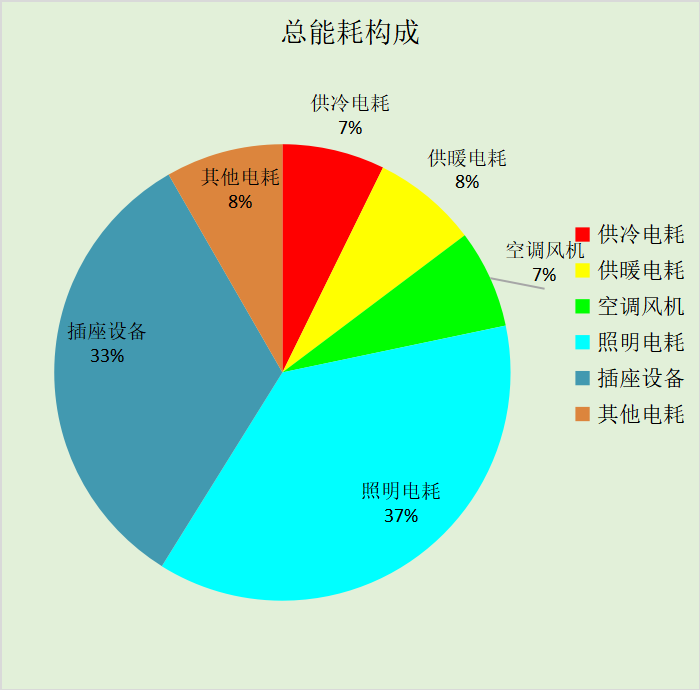 总能耗构成
供冷电耗
7%
供暖电耗
8%
其他电耗
8%
空调风机
7%
插座设备
33%
照明电耗
37%
供冷电耗
供暖电耗
空调风机
照明电耗
插座设备
其他电耗